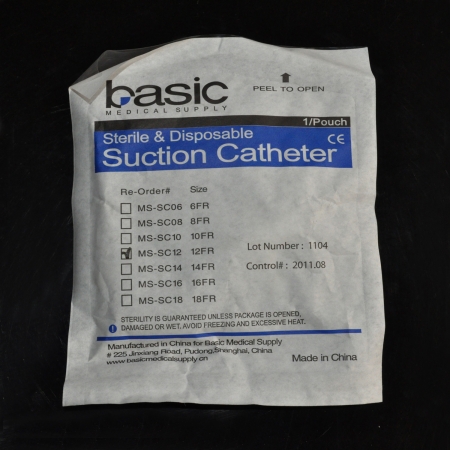 basic
MEDICAL SUPPLY
PEEL TO OPEN
1/Pouch
Sterile & Disposable
CE
Suction Catheter
Re-Order# Size
MS-SC06 6FR
MS-SC08 8FR
MS-SC10 10FR
MS-SC12 12FR
MS-SC14 14FR
MS-SC16 16FR
MS-SC18 18FR
Lot Number : 1104
Control# : 2011.08
STERILITY IS GUARANTEED UNLESS PACKAGE IS OPENED,
DAMAGED OR WET. AVOID FREEZING AND EXCESSIVE HEAT.
Manufactured in China for Basic Medical Supply
# 225 Jinxiang Road, Pudong,Shanghai, China
www.basicmedicalsupply.cn
Made in China